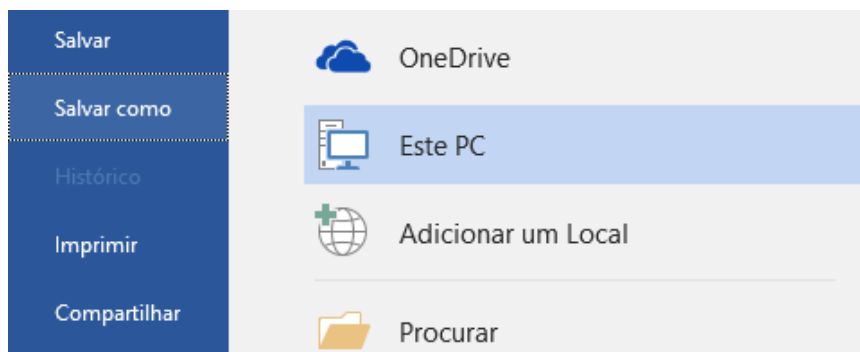 Salvar
Salvar como
Histórico
Imprimir
Compartilhar
OneDrive
Este PC
Adicionar um Local
Procurar